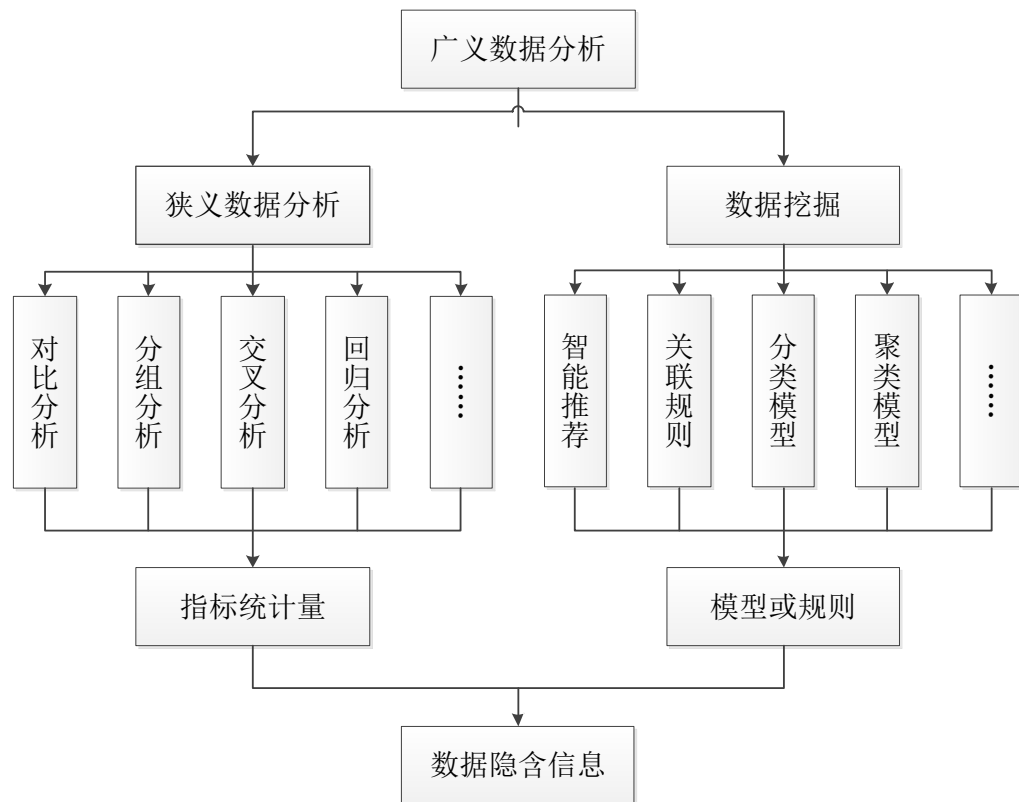 广义数据分析
狭义数据分析
数据挖掘
对比分析
分组分析
交叉分析
回归分析
……
智能推荐
关联规则
分类模型
聚类模型
……
指标统计量
模型或规则
数据隐含信息